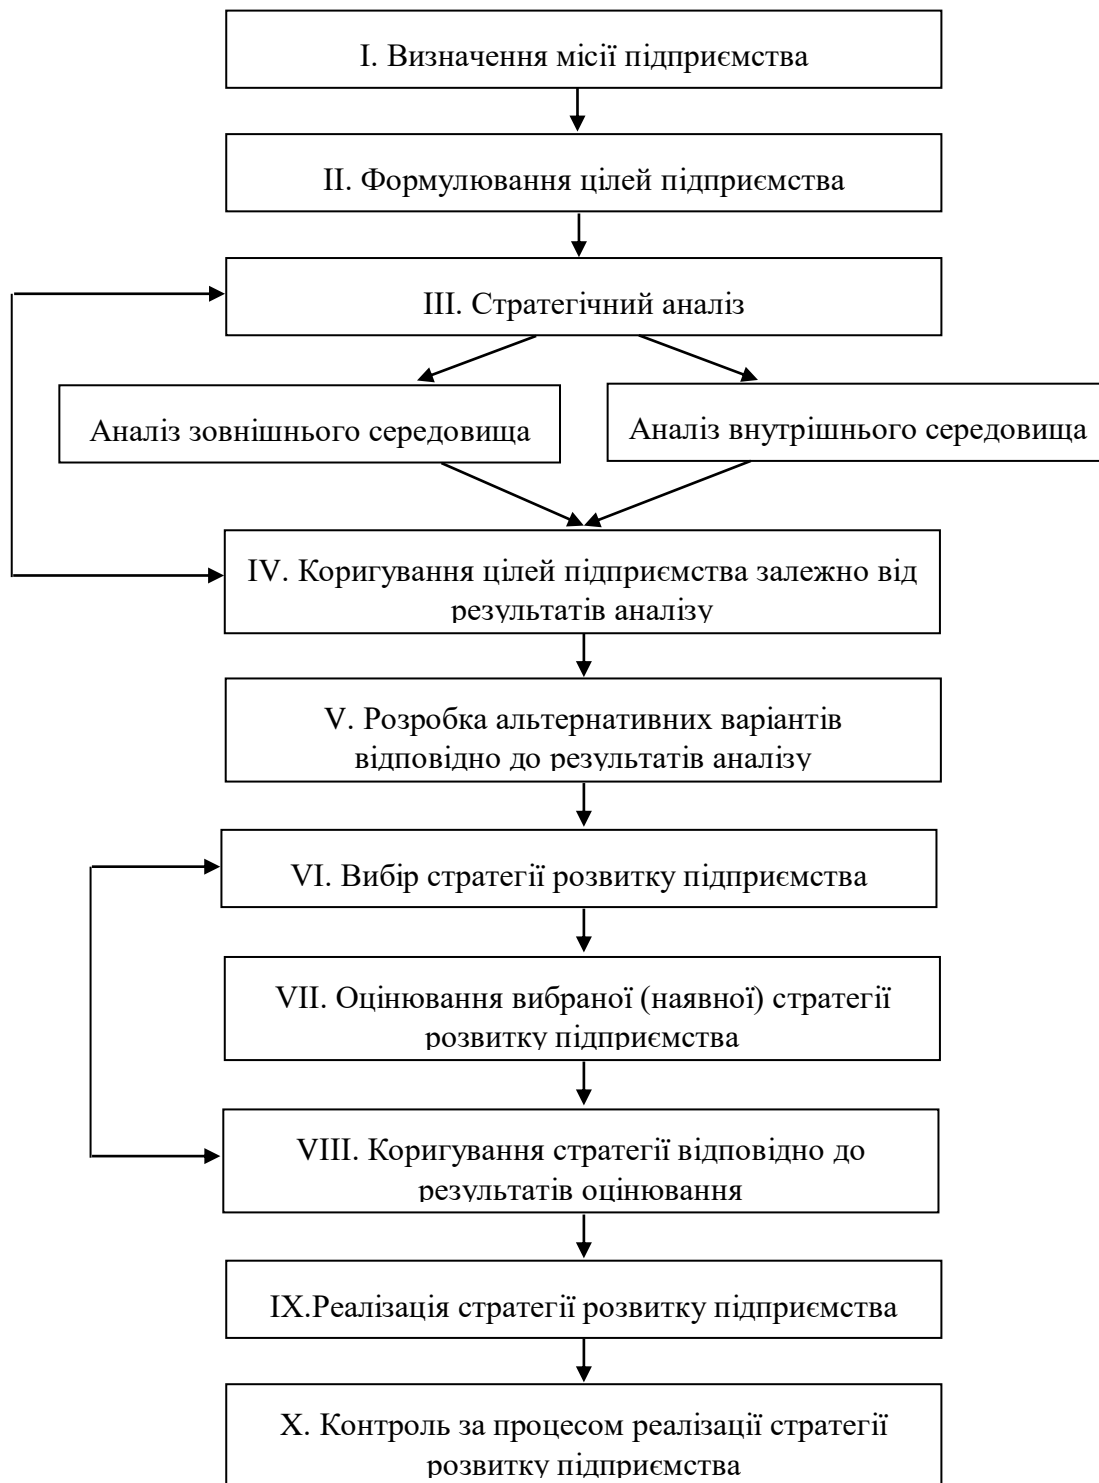 I. Визначення місії підприємства
II. Формулювання цілей підприємства
III. Стратегічний аналіз
Аналіз зовнішнього середовища
Аналіз внутрішнього середовища
IV. Коригування цілей підприємства залежно від
результатів аналізу
V. Розробка альтернативних варіантів
відповідно до результатів аналізу
VI. Вибір стратегії розвитку підприємства
VII. Оцінювання вибраної (наявної) стратегії
розвитку підприємства
VIII. Коригування стратегії відповідно до
результатів оцінювання
IX.Реалізація стратегії розвитку підприємства
X. Контроль за процесом реалізації стратегії
розвитку підприємства